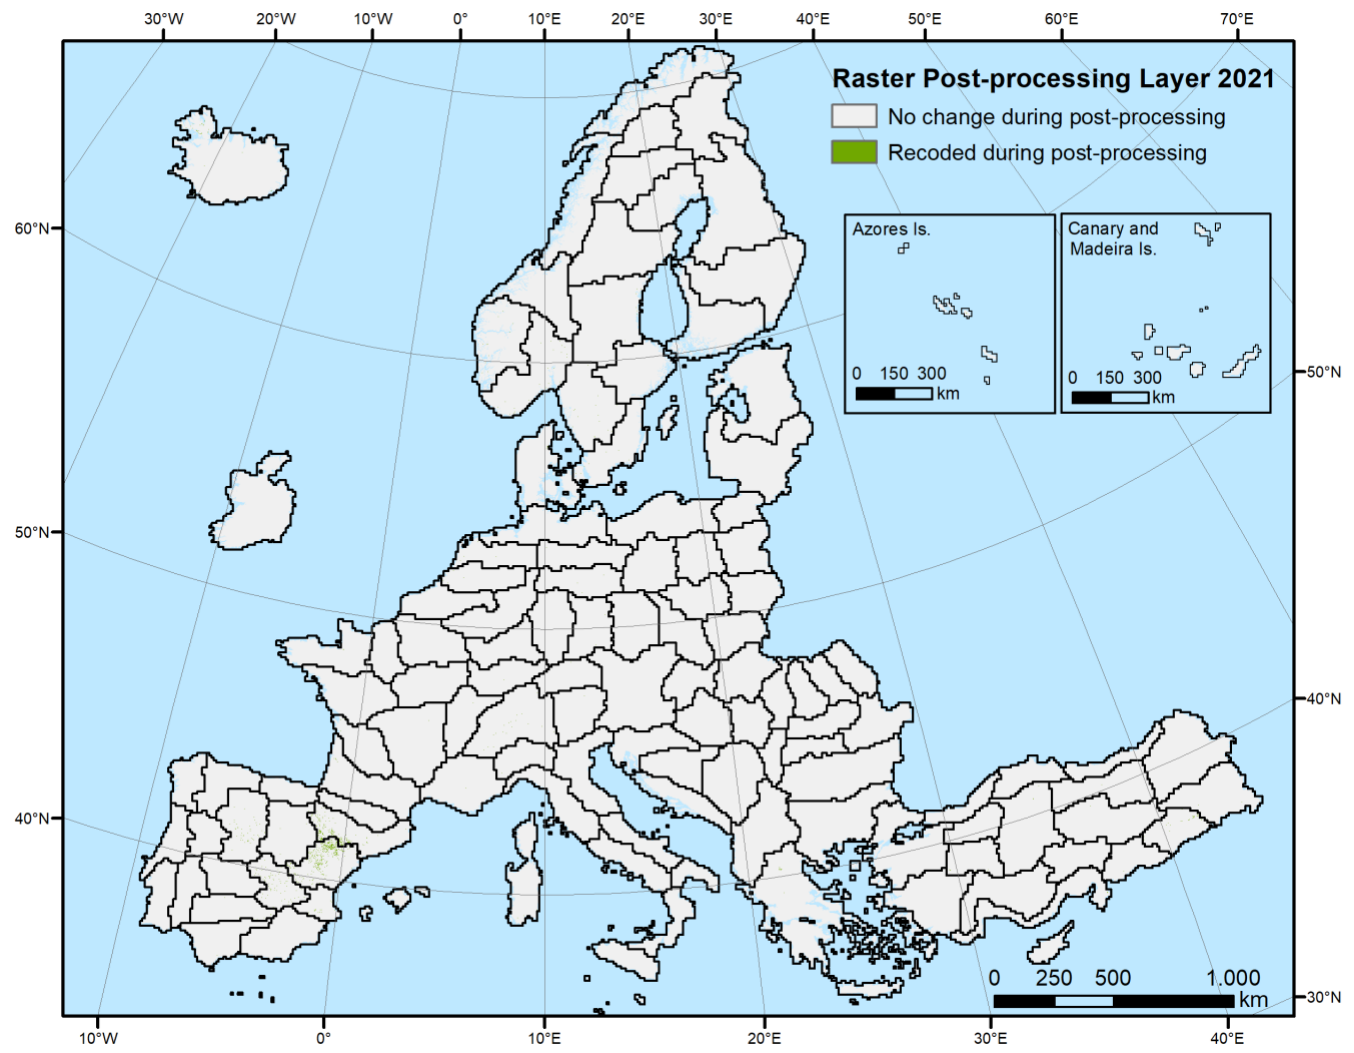 30°W 20°W 10°W 0° 10°E 20°E 30°E 40°E 50°E 60°E 70°E
Raster Post-processing Layer 2021
No change during post-processing
Recoded during post-processing
Azores Is.
0 150 300
km
Canary and
Madeira Is.
0 150 300
km
60°N
50°N
50°N
40°N
40°N
30°N
0 250 500 1.000
km
10°W 0° 10°E 20°E 30°E 40°E